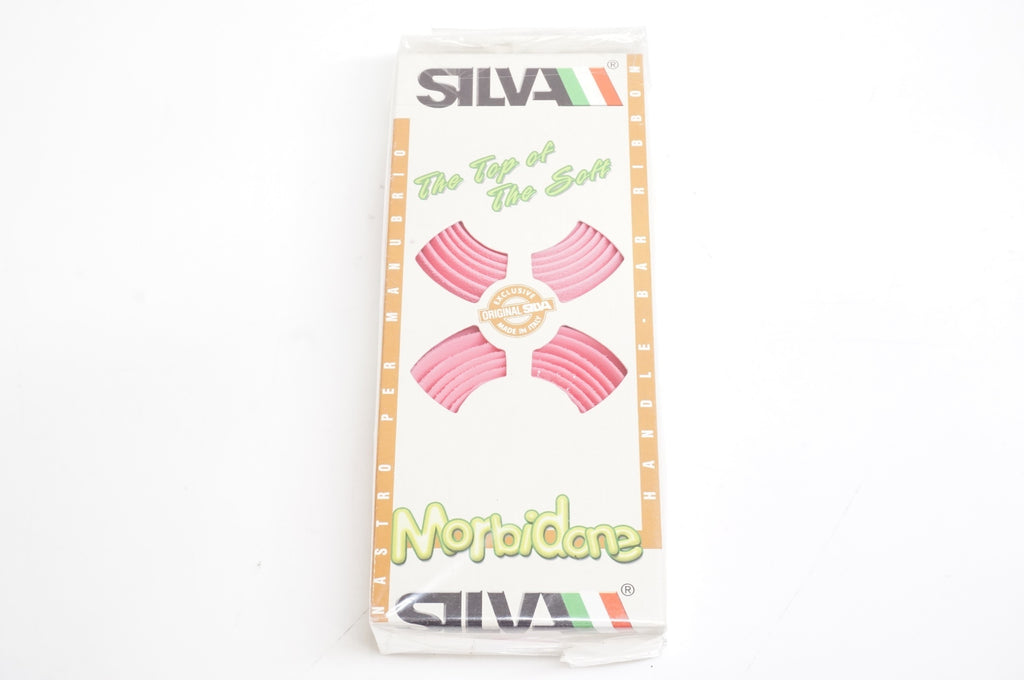 SILVA®
The Top of
The Soft
EXCLUSIVE
ORIGINAL SILVA
MADE IN ITALY
NASTRO PER MANUBRIO
HANDLE-BAR RIBBON
Morbidone
SILVA®